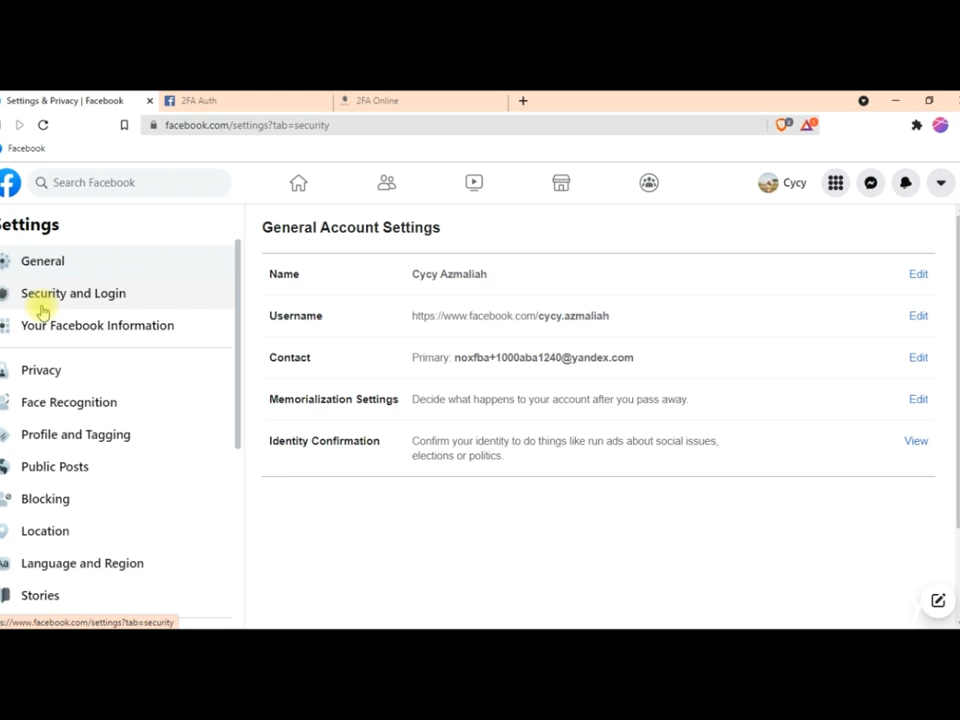 Settings & Privacy | Facebook
2FA Auth
2FA Online
facebook.com/settings?tab=security
Facebook
Search Facebook
Cycy
ettings
General
Security and Login
Your Facebook Information
Privacy
Face Recognition
Profile and Tagging
Public Posts
Blocking
Location
Aa Language and Region
Stories
s://www.facebook.com/settings?tab=security
General Account Settings
Name Cycy Azmaliah Edit
Username https://www.facebook.com/cycy.azmaliah Edit
Contact Primary: noxfba+1000aba1240@yandex.com Edit
Memorialization Settings Decide what happens to your account after you pass away. Edit
Identity Confirmation Confirm your identity to do things like run ads about social issues, View
elections or politics.